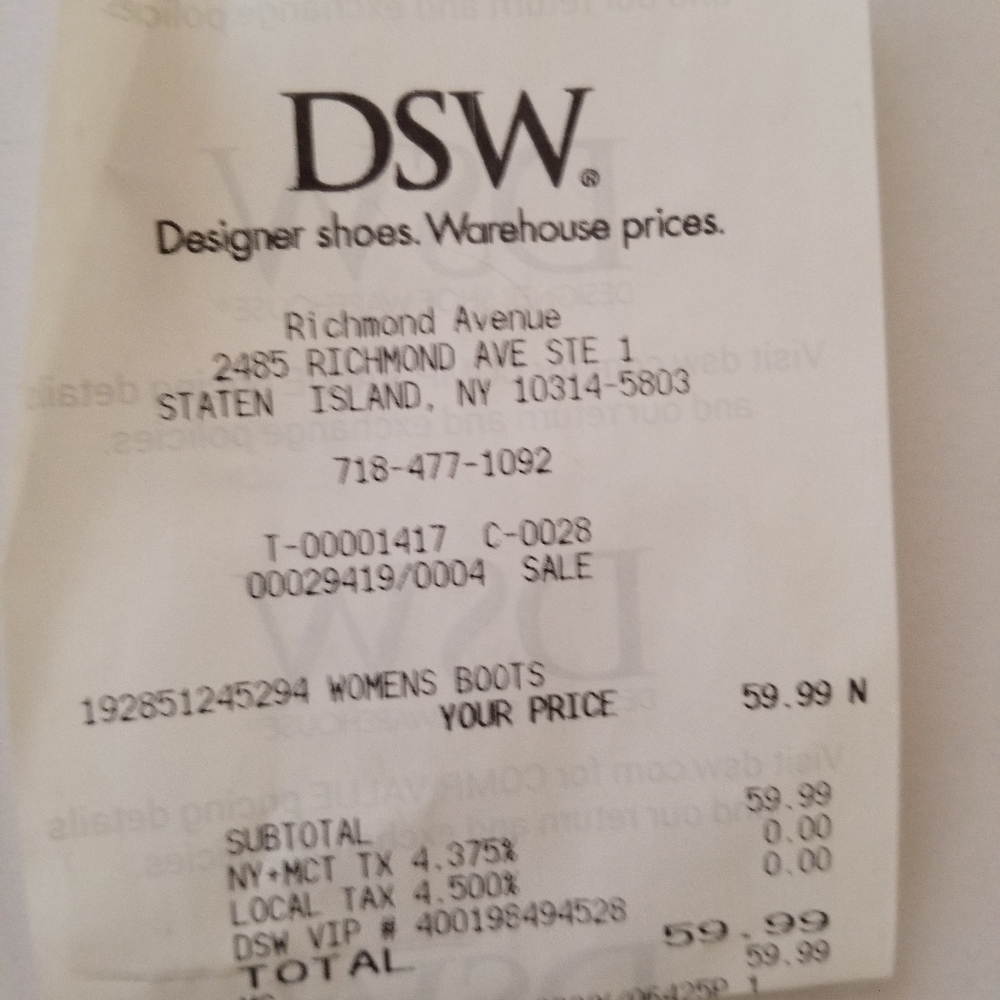 DSW®
Designer shoes. Warehouse prices.
Richmond Avenue
2485 RICHMOND AVE STE 1
STATEN ISLAND, NY 10314-5803
718-477-1092
T-00001417 C-0028
00029419/0004 SALE
192851245294 WOMENS BOOTS
YOUR PRICE 59.99 N
SUBTOTAL 59.99
NY+MCT TX 4.375% 0.00
LOCAL TAX 4.500% 0.00
DSW VIP # 400198494528
TOTAL 59.99
59.99